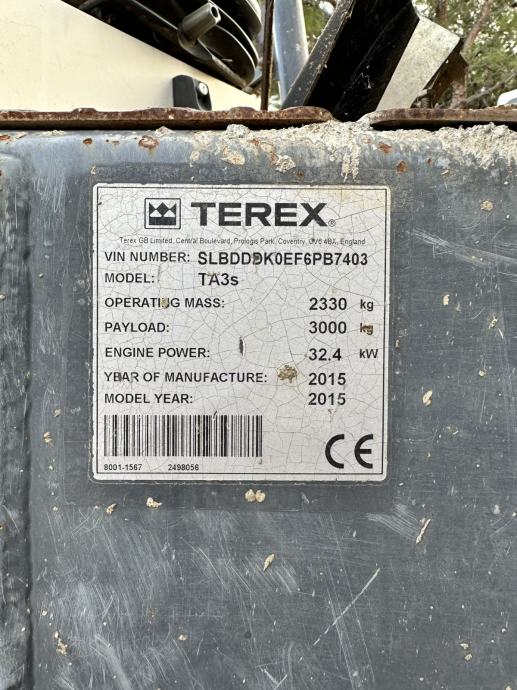 TEREX®
Terex GB Limited, Central Boulevard, Prologis Park, Coventry, CV6 4BX, England
VIN NUMBER: SLBDDDK0EF6PB7403
MODEL: TA3s
OPERATING MASS: 2330 kg
PAYLOAD: 3000 kg
ENGINE POWER: 32.4 kW
YEAR OF MANUFACTURE: 2015
MODEL YEAR: 2015
8001-1567 2498056 CE